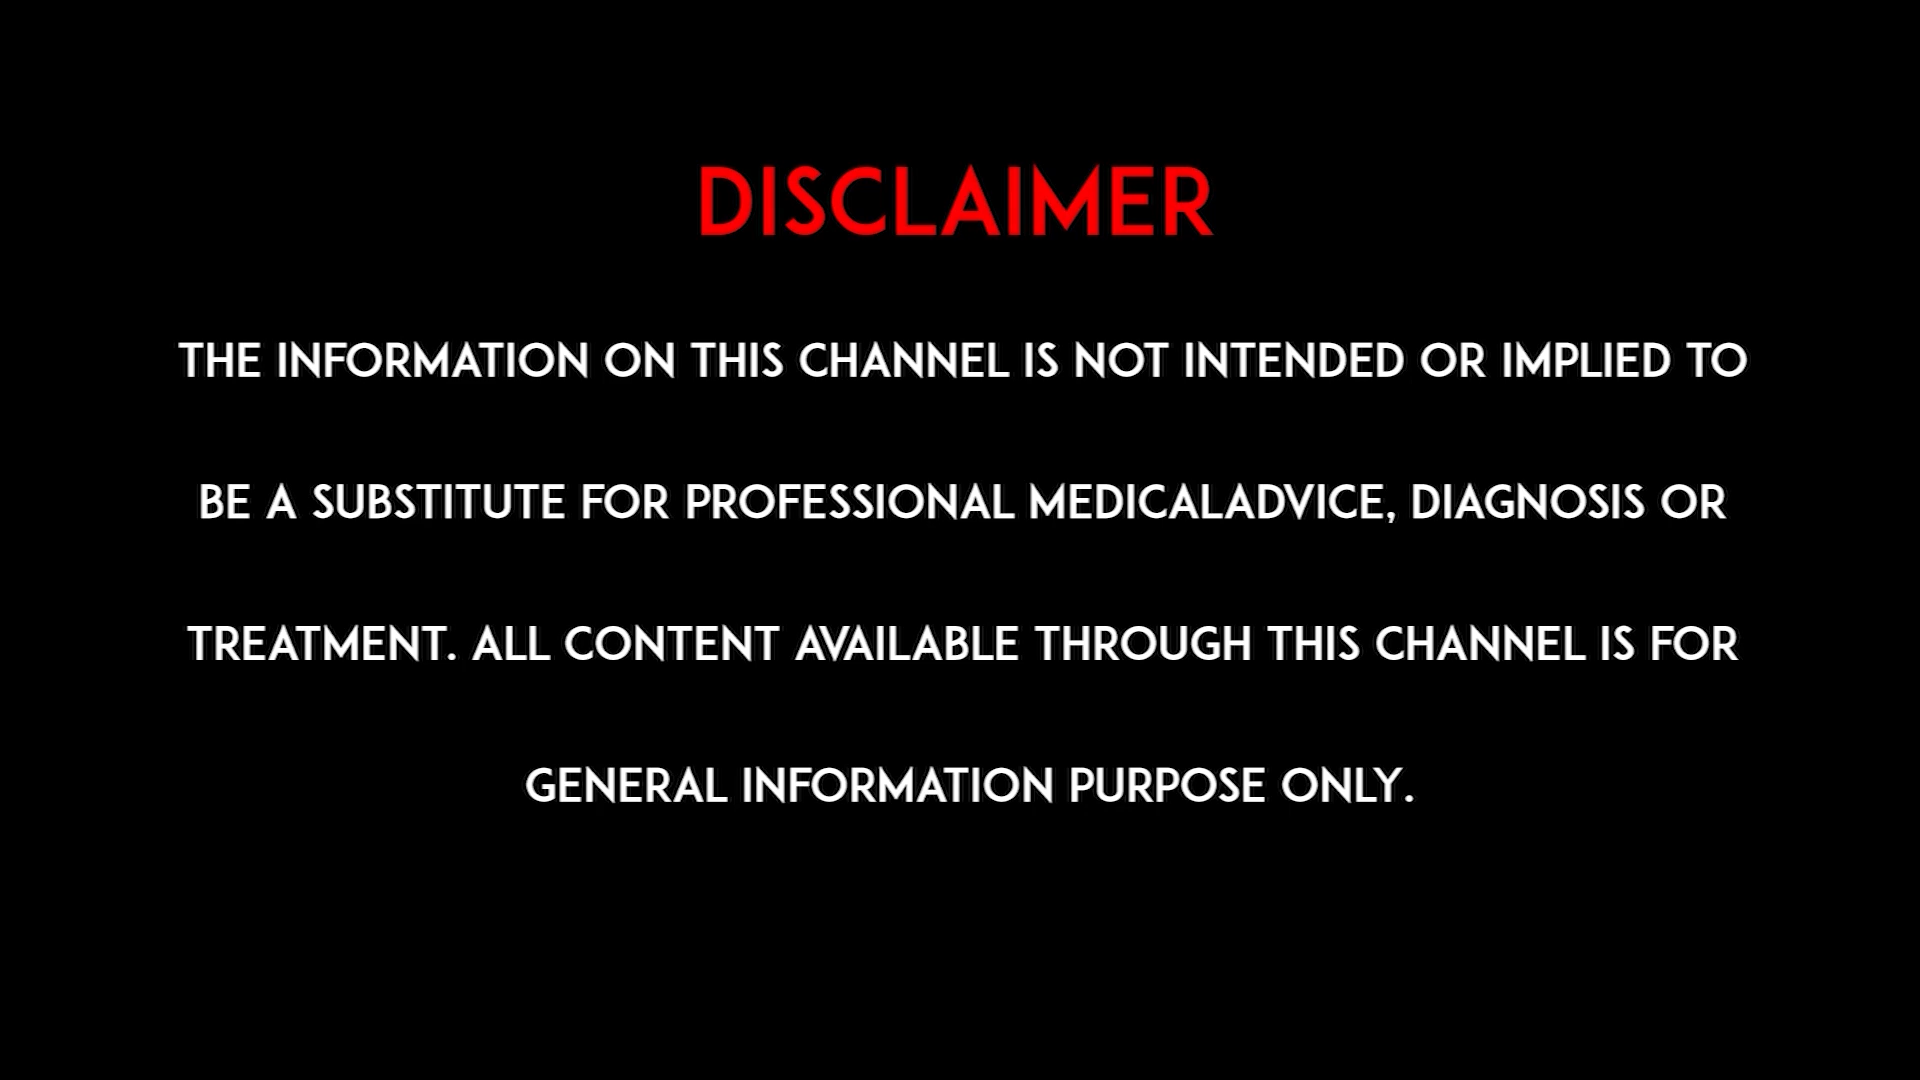 DISCLAIMER
THE INFORMATION ON THIS CHANNEL IS NOT INTENDED OR IMPLIED TO
BE A SUBSTITUTE FOR PROFESSIONAL MEDICALADVICE, DIAGNOSIS OR
TREATMENT. ALL CONTENT AVAILABLE THROUGH THIS CHANNEL IS FOR
GENERAL INFORMATION PURPOSE ONLY.